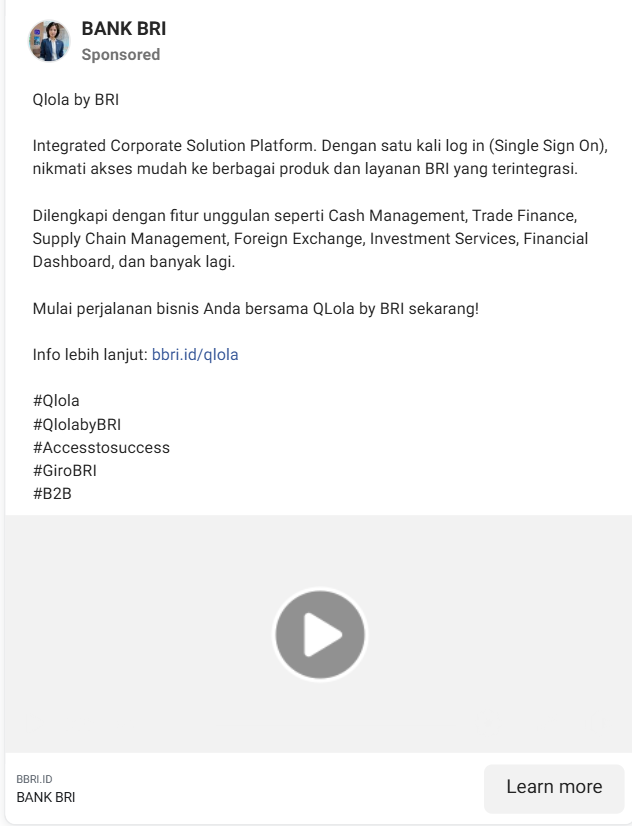 BANK BRI
Sponsored
Qlola by BRI
Integrated Corporate Solution Platform. Dengan satu kali log in (Single Sign On),
nikmati akses mudah ke berbagai produk dan layanan BRI yang terintegrasi.
Dilengkapi dengan fitur unggulan seperti Cash Management, Trade Finance,
Supply Chain Management, Foreign Exchange, Investment Services, Financial
Dashboard, dan banyak lagi.
Mulai perjalanan bisnis Anda bersama QLola by BRI sekarang!
Info lebih lanjut: bbri.id/qlola
#Qlola
#QlolabyBRI
#Accesstosuccess
#GiroBRI
#B2B
BBRI.ID
BANK BRI
Learn more